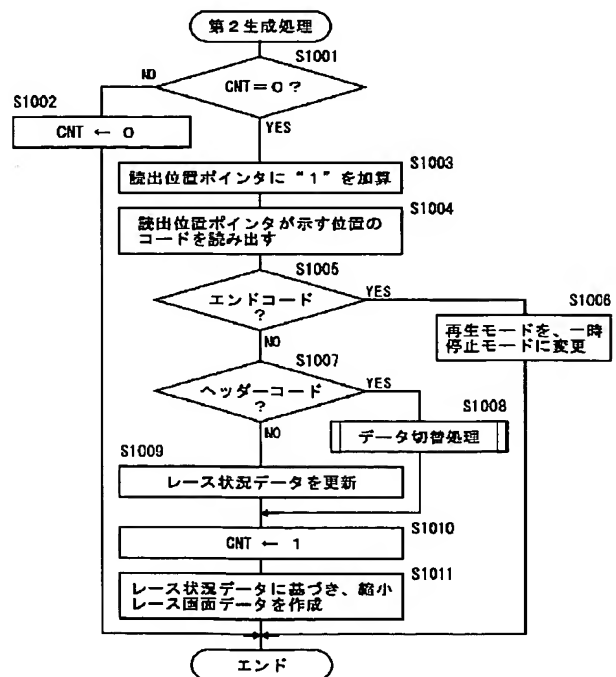 第2生成処理
S1001
CNT=0?
NO
YES
S1002
CNT ← 0
S1003
読出位置ポインタに“1”を加算
S1004
読出位置ポインタが示す位置の
コードを読み出す
S1005
エンドコード
?
YES
NO
S1006
再生モードを、一時
停止モードに変更
S1007
ヘッダーコード
?
YES
NO
S1008
データ切替処理
S1009
レース状況データを更新
S1010
CNT ← 1
S1011
レース状況データに基づき、縮小
レース画面データを作成
エンド